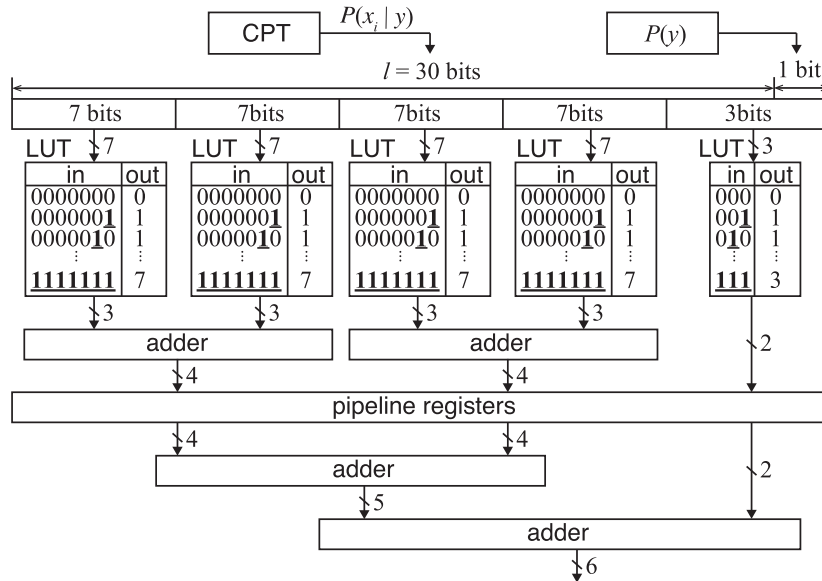 CPT P(x_i | y) P(y)
l = 30 bits 1 bit
7 bits 7bits 7bits 7bits 3bits
7 7 7 7 3
LUT LUT LUT LUT LUT
in out in out in out in out in out
0000000 0 0000000 0 0000000 0 0000000 0 000 0
0000001 1 0000001 1 0000001 1 0000001 1 001 1
0000010 1 0000010 1 0000010 1 0000010 1 010 1
... ... ... ... ... ... ... ... ... ...
1111111 7 1111111 7 1111111 7 1111111 7 111 3
3 3 3 3
adder adder 2
4 4
pipeline registers
4 4
adder 2
5
adder
6